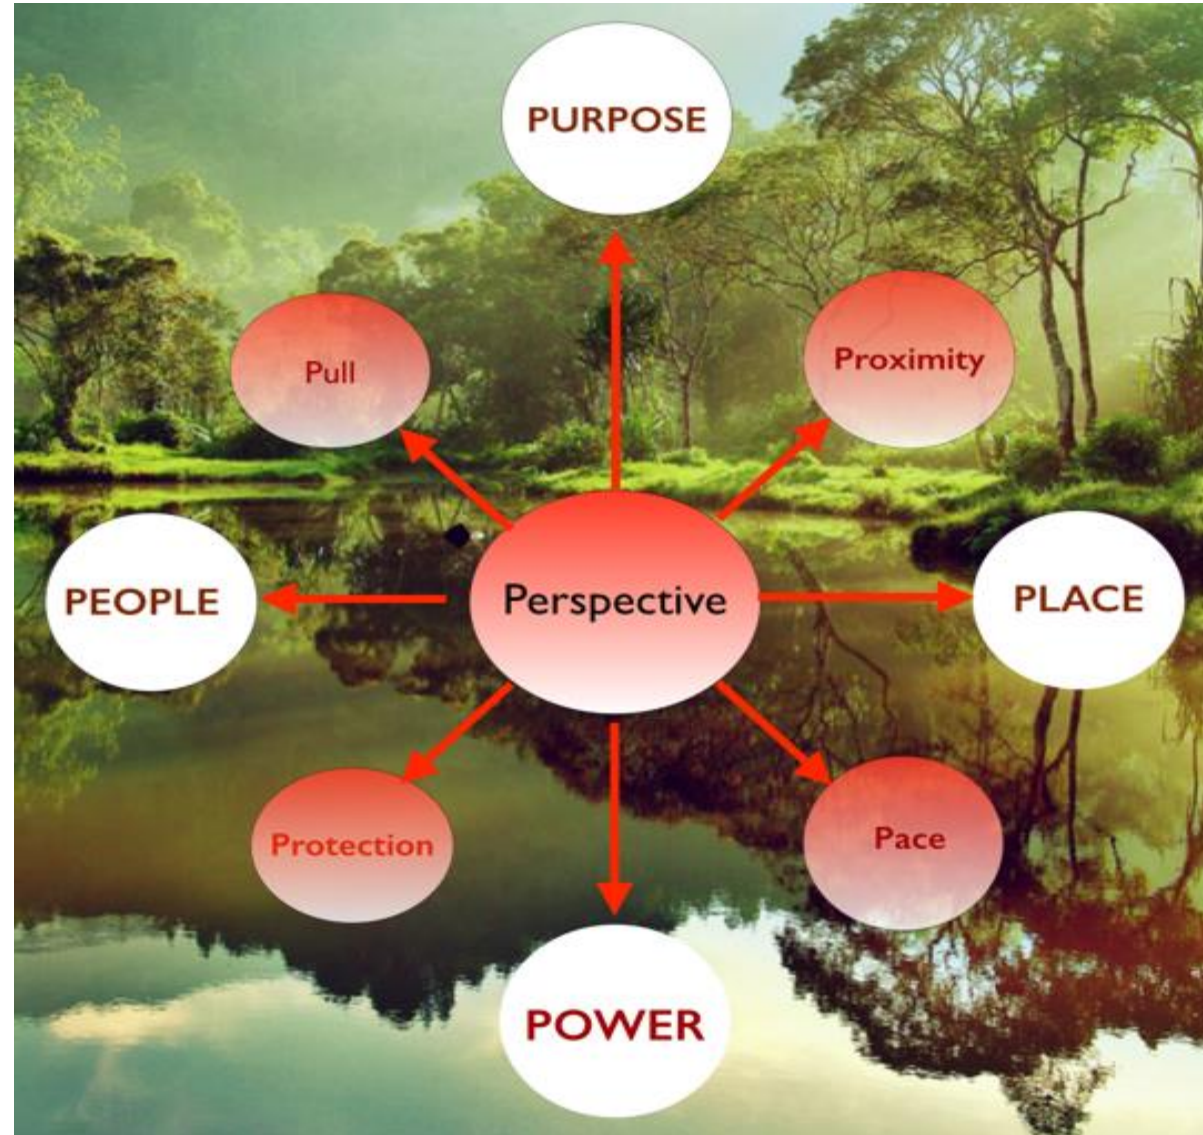 PURPOSE
Pull
Proximity
PEOPLE
Perspective
PLACE
Protection
Pace
POWER